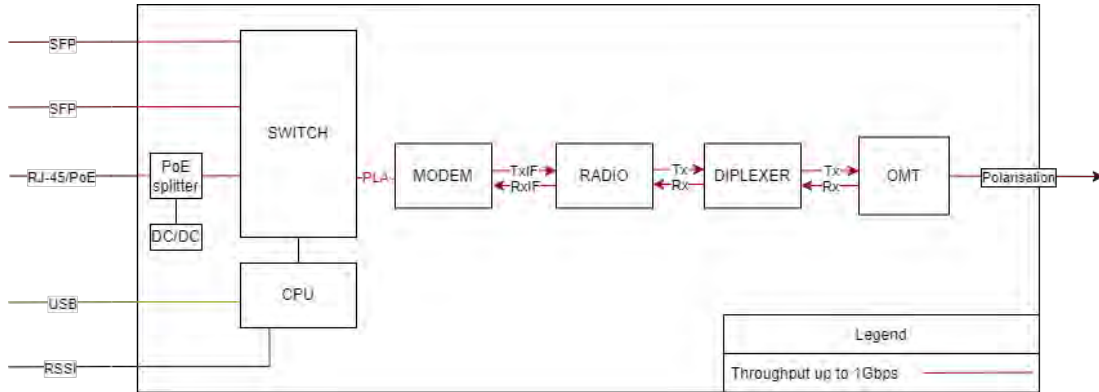 SFP
SFP
SWITCH
RJ-45/PoE
PoE
splitter
DC/DC
PLA
MODEM
TxIF
RxIF
RADIO
Tx
Rx
DIPLEXER
Tx
Rx
OMT
Polarisation
USB
CPU
RSSI
Legend
Throughput up to 1Gbps